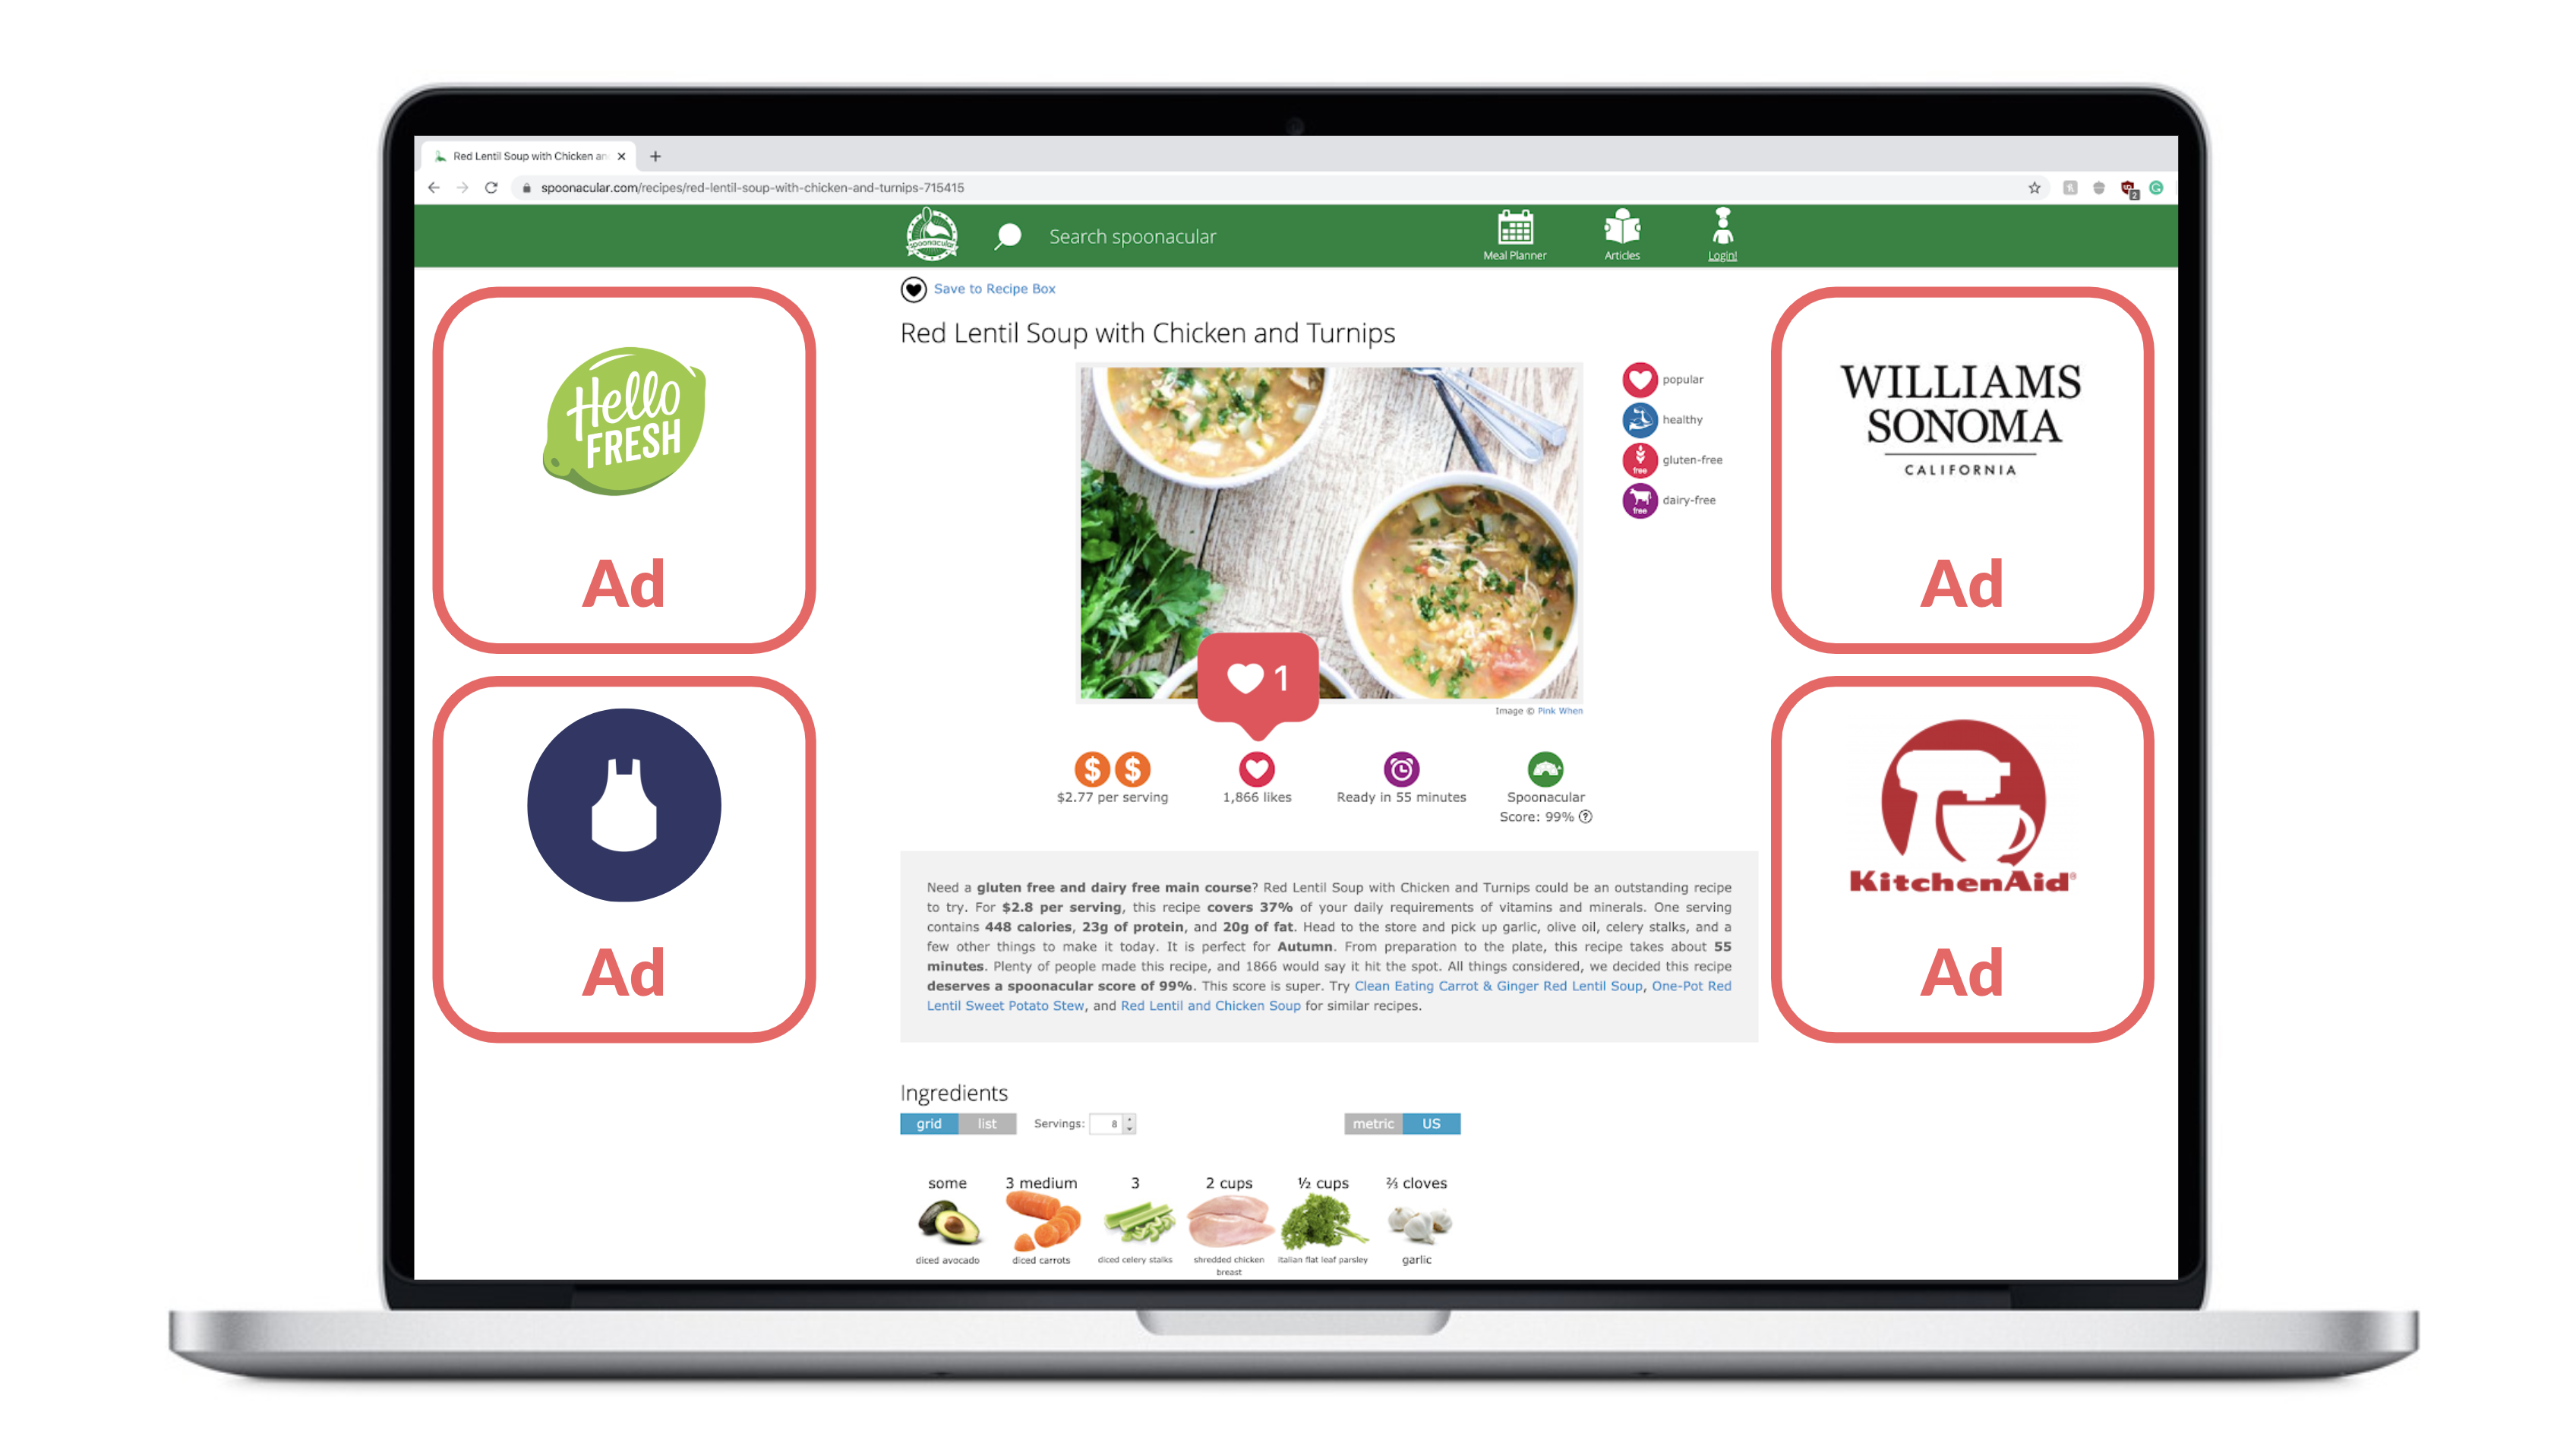 Red Lentil Soup with Chicken an
spoonacular.com/recipes/red-lentil-soup-with-chicken-and-turnips-715415
2
spoonacular
Search spoonacular
Meal Planner
Articles
Login!
Save to Recipe Box
Red Lentil Soup with Chicken and Turnips
popular
healthy
free
gluten-free
free
dairy-free
1
Image © Pink When
$ $
$2.77 per serving
1,866 likes
Ready in 55 minutes
Spoonacular
Score: 99% ?
Need a gluten free and dairy free main course? Red Lentil Soup with Chicken and Turnips could be an outstanding recipe
to try. For $2.8 per serving, this recipe covers 37% of your daily requirements of vitamins and minerals. One serving
contains 448 calories, 23g of protein, and 20g of fat. Head to the store and pick up garlic, olive oil, celery stalks, and a
few other things to make it today. It is perfect for Autumn. From preparation to the plate, this recipe takes about 55
minutes. Plenty of people made this recipe, and 1866 would say it hit the spot. All things considered, we decided this recipe
deserves a spoonacular score of 99%. This score is super. Try Clean Eating Carrot & Ginger Red Lentil Soup, One-Pot Red
Lentil Sweet Potato Stew, and Red Lentil and Chicken Soup for similar recipes.
Ingredients
grid list Servings: 8
metric US
some
diced avocado
3 medium
diced carrots
3
diced celery stalks
2 cups
shredded chicken
breast
½ cups
italian flat leaf parsley
⅔ cloves
garlic
Hello
FRESH
Ad
Ad
WILLIAMS
SONOMA
CALIFORNIA
Ad
KitchenAid®
Ad